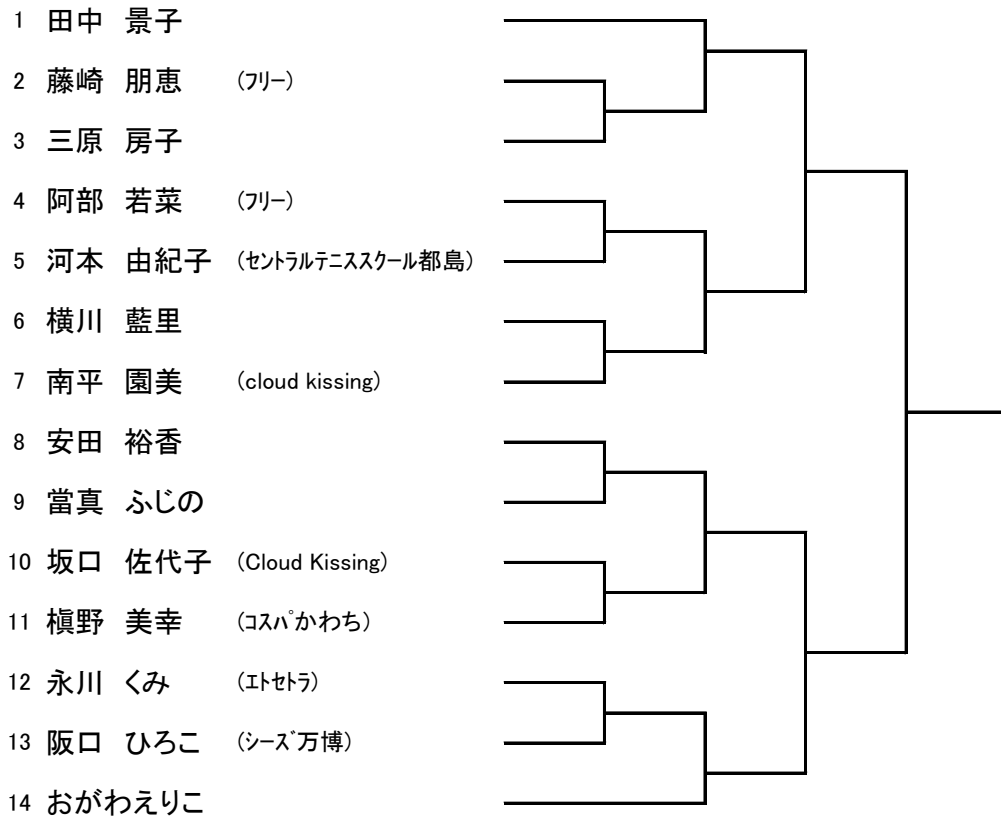 1 田中 景子
2 藤崎 朋恵 (ﾌﾘｰ)
3 三原 房子
4 阿部 若菜 (ﾌﾘｰ)
5 河本 由紀子 (ｾﾝﾄﾗﾙﾃﾆｽｽｸｰﾙ都島)
6 横川 藍里
7 南平 園美 (cloud kissing)
8 安田 裕香
9 當真 ふじの
10 坂口 佐代子 (Cloud Kissing)
11 槇野 美幸 (ｺｽﾊﾟかわち)
12 永川 くみ (ｴﾄｾﾄﾗ)
13 阪口 ひろこ (ｼｰｽﾞ万博)
14 おがわえりこ